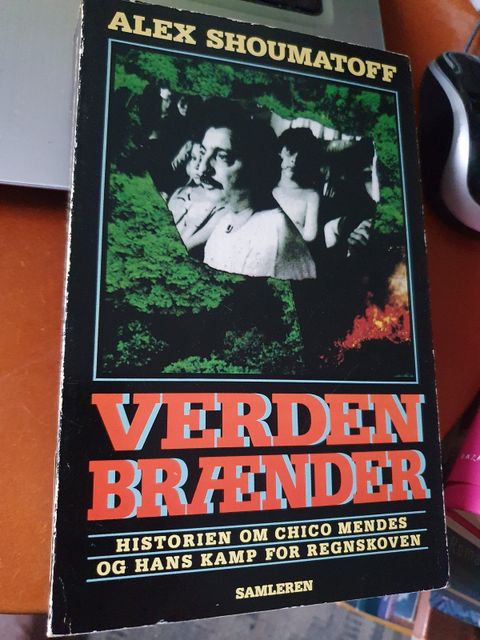 ALEX SHOUMATOFF
VERDEN
BRÆNDER
HISTORIEN OM CHICO MENDES
OG HANS KAMP FOR REGNSKOVEN
SAMLEREN